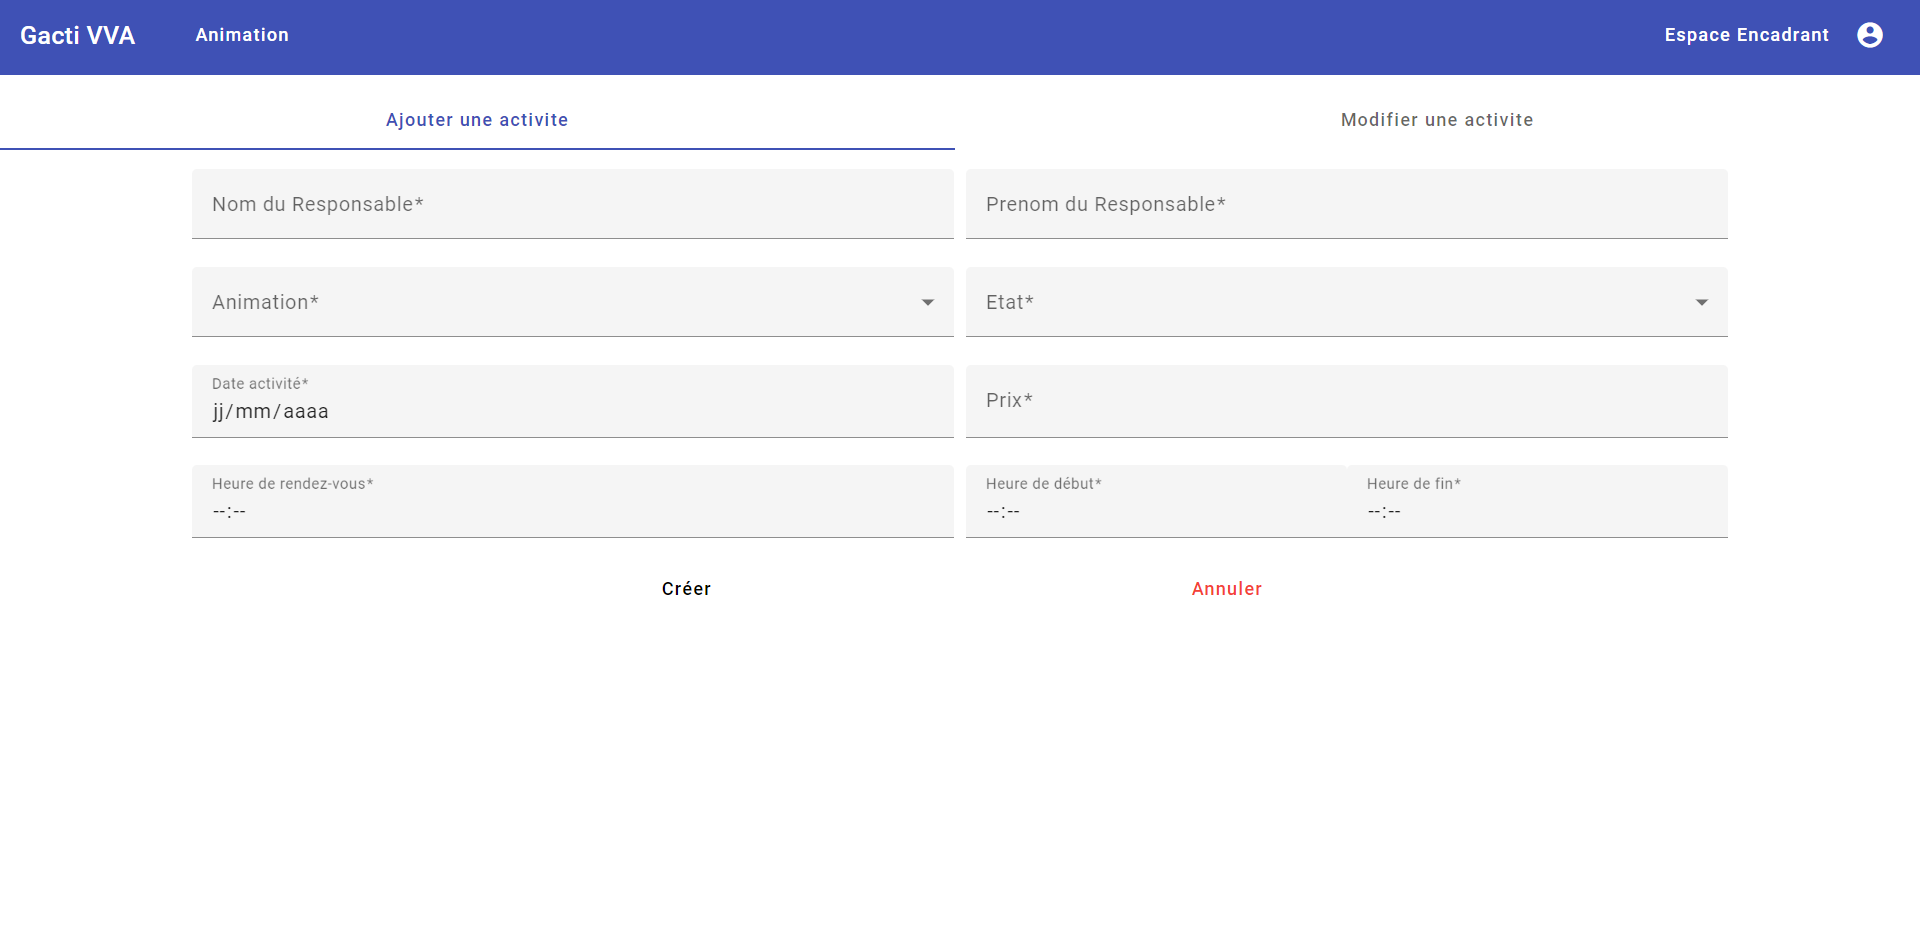 Gacti VVA Animation Espace Encadrant
Ajouter une activite Modifier une activite
Nom du Responsable* Prenom du Responsable*
Animation* Etat*
Date activité*
jj/mm/aaaa
Prix*
Heure de rendez-vous* Heure de début* Heure de fin*
--:-- --:-- --:--
Créer Annuler